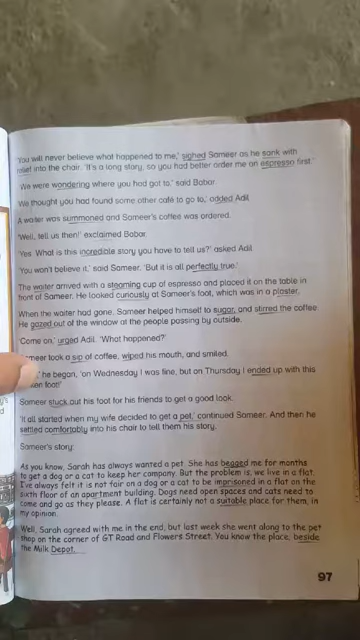 'You will never believe what happened to me,' sighed Sameer as he sank with
relief into the chair. 'It's a long story, so you had better order me an espresso first.'
'We were wondering where you had got to,' said Babar.
'We thought you had found some other café to go to,' added Adil.
A waiter was summoned and Sameer's coffee was ordered.
'Well, tell us then!' exclaimed Babar.
'Yes. What is this incredible story you have to tell us?' asked Adil.
'You won't believe it,' said Sameer. 'But it is all perfectly true.'
The waiter arrived with a steaming cup of espresso and placed it on the table in
front of Sameer. He looked curiously at Sameer's foot, which was in a plaster.
When the waiter had gone, Sameer helped himself to sugar, and stirred the coffee.
He gazed out of the window at the people passing by outside.
'Come on,' urged Adil. 'What happened?'
Sameer took a sip of coffee, wiped his mouth, and smiled.
he began, 'on Wednesday I was fine, but on Thursday I ended up with this
foot!'
Sameer stuck out his foot for his friends to get a good look.
'It all started when my wife decided to get a pet,' continued Sameer. And then he
settled comfortably into his chair to tell them his story.
Sameer's story:
As you know, Sarah has always wanted a pet. She has begged me for months
to get a dog or a cat to keep her company. But the problem is, we live in a flat.
I've always felt it is not fair on a dog or a cat to be imprisoned in a flat on the
sixth floor of an apartment building. Dogs need open spaces and cats need to
come and go as they please. A flat is certainly not a suitable place for them, in
my opinion.
Well, Sarah agreed with me in the end, but last week she went along to the pet
shop on the corner of GT Road and Flowers Street. You know the place, beside
the Milk Depot.
97